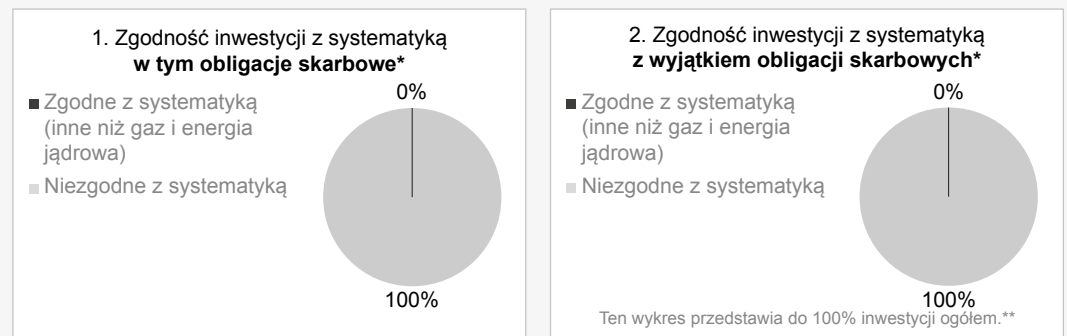 1. Zgodność inwestycji z systematyką
w tym obligacje skarbowe*
Zgodne z systematyką
(inne niż gaz i energia
jądrowa)
Niezgodne z systematyką
0%
100%
2. Zgodność inwestycji z systematyką
z wyjątkiem obligacji skarbowych*
Zgodne z systematyką
(inne niż gaz i energia
jądrowa)
Niezgodne z systematyką
0%
100%
Ten wykres przedstawia do 100% inwestycji ogółem.**